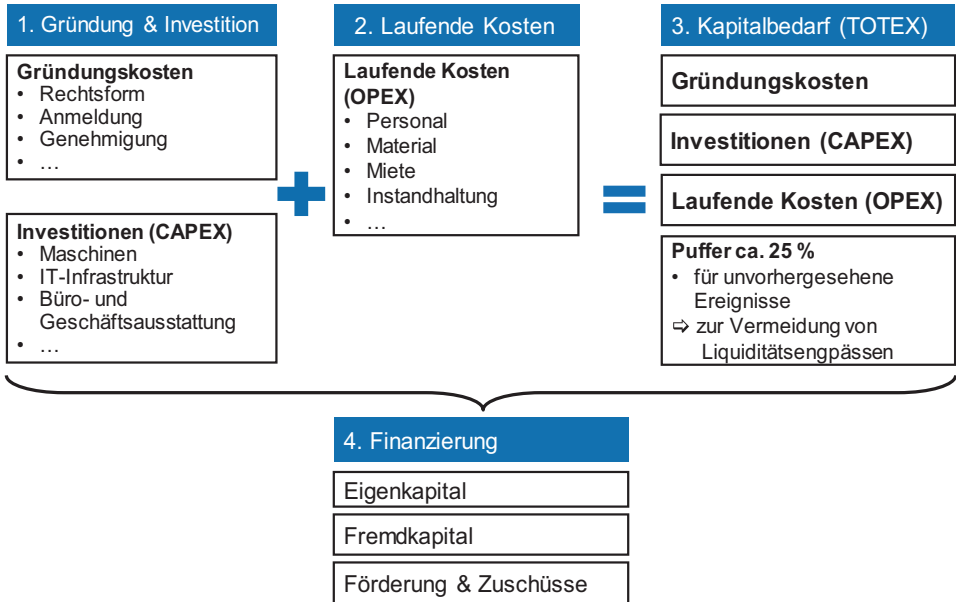 1. Gründung & Investition
Gründungskosten
• Rechtsform
• Anmeldung
• Genehmigung
• …
Investitionen (CAPEX)
• Maschinen
• IT-Infrastruktur
• Büro- und
Geschäftsausstattung
• …
2. Laufende Kosten
Laufende Kosten
(OPEX)
• Personal
• Material
• Miete
• Instandhaltung
• …
3. Kapitalbedarf (TOTEX)
Gründungskosten
Investitionen (CAPEX)
Laufende Kosten (OPEX)
Puffer ca. 25 %
• für unvorhergesehene
Ereignisse
⇨ zur Vermeidung von
Liquiditätsengpässen
4. Finanzierung
Eigenkapital
Fremdkapital
Förderung & Zuschüsse